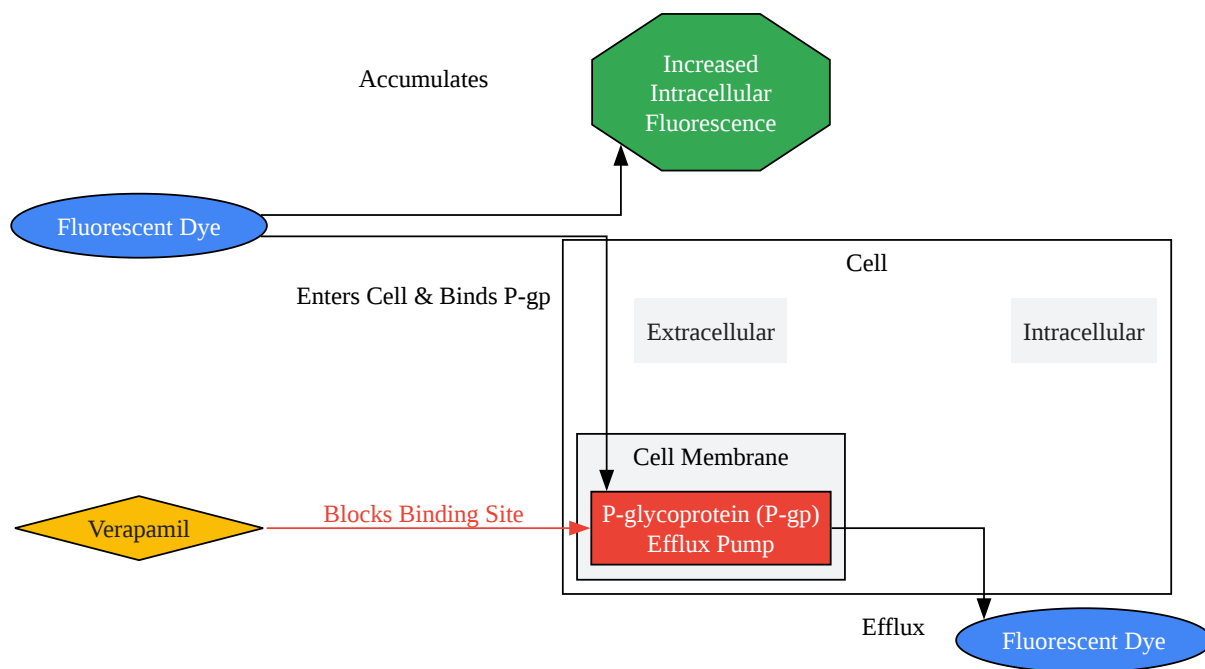 Increased
Intracellular
Fluorescence
Accumulates
Fluorescent Dye
Cell
Enters Cell & Binds P-gp
Extracellular
Intracellular
Cell Membrane
Verapamil
Blocks Binding Site
P-glycoprotein (P-gp)
Efflux Pump
Efflux
Fluorescent Dye